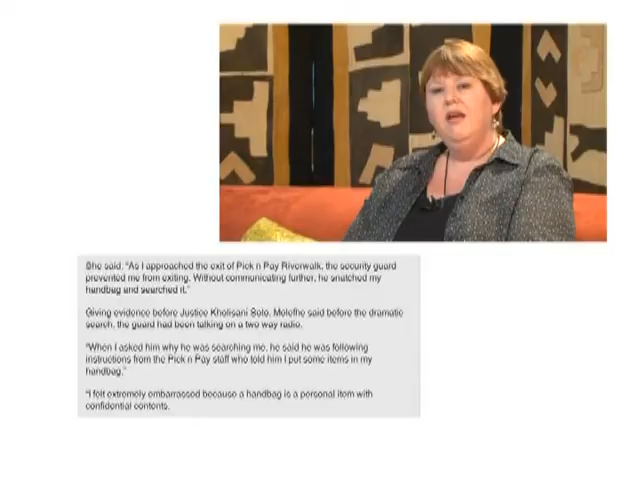 She said, "As I approached the exit of Pick n Pay Riverwalk, the security guard
prevented me from exiting. Without communicating further, he snatched my
handbag and searched it."
Giving evidence before Justice Kholisani Solo, Molefhe said before the dramatic
search, the guard had been talking on a two way radio.
"When I asked him why he was searching me, he said he was following
instructions from the Pick n Pay staff who told him I put some items in my
handbag."
"I felt extremely embarrassed because a handbag is a personal item with
confidential contents.